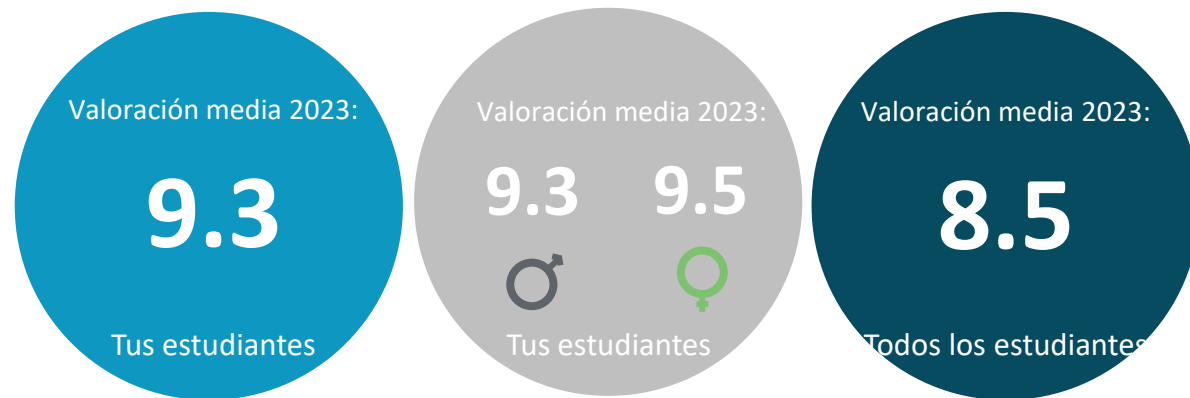 Valoración media 2023:
9.3
Tus estudiantes
Valoración media 2023:
9.3 9.5
Tus estudiantes
Valoración media 2023:
8.5
Todos los estudiantes